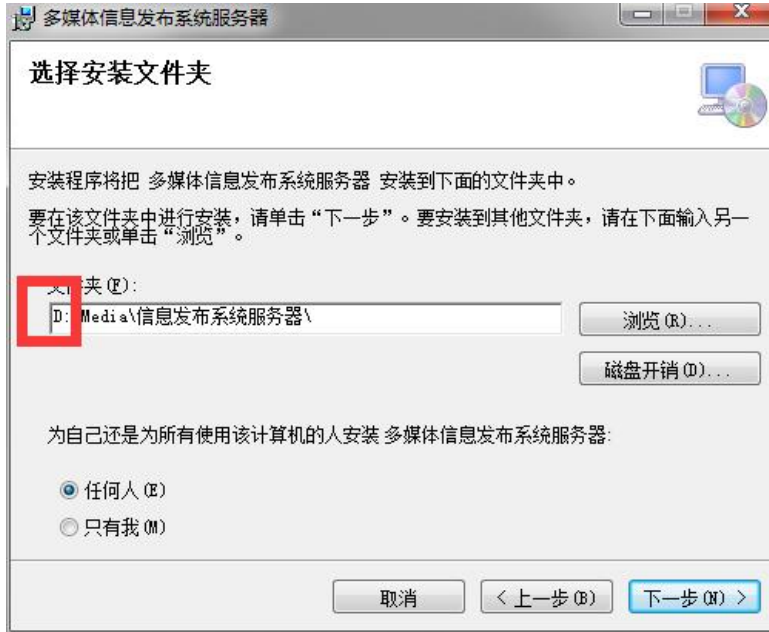 多媒体信息发布系统服务器
选择安装文件夹
安装程序将把 多媒体信息发布系统服务器 安装到下面的文件夹中。
要在该文件夹中进行安装，请单击“下一步”。要安装到其他文件夹，请在下面输入另一
个文件夹或单击“浏览”。
文件夹(F):
D:\Media\信息发布系统服务器\
浏览(R)...
磁盘开销(D)...
为自己还是为所有使用该计算机的人安装 多媒体信息发布系统服务器:
任何人(E)
只有我(M)
取消
< 上一步(B)
下一步(N) >